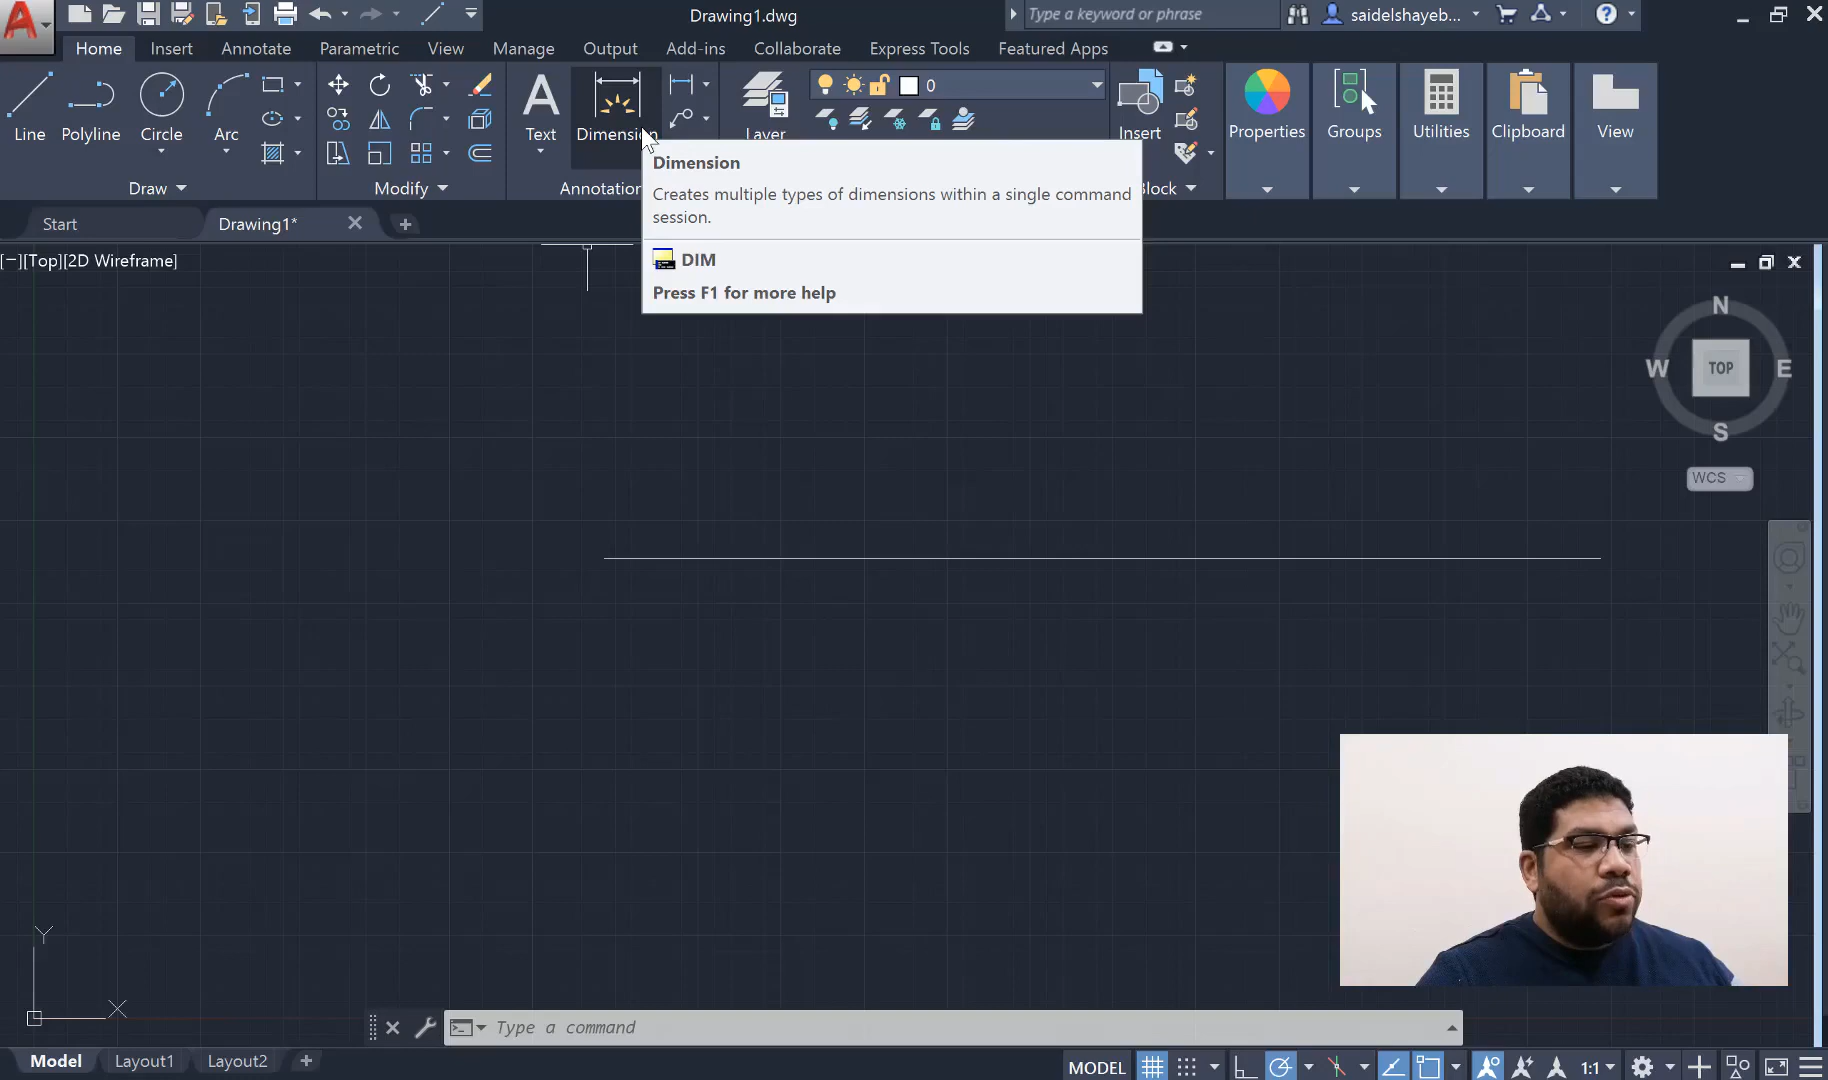 Drawing1.dwg
Type a keyword or phrase
saidelshayeb...
Home Insert Annotate Parametric View Manage Output Add-ins Collaborate Express Tools Featured Apps
0
Line Polyline Circle Arc Text Dimension Layer Insert Properties Groups Utilities Clipboard View
Draw Modify
Start Drawing1*
Dimension
Creates multiple types of dimensions within a single command
session.
DIM
Press F1 for more help
[−][Top][2D Wireframe]
N
W TOP E
S
WCS
Y
X
Type a command
Model Layout1 Layout2
MODEL 1:1